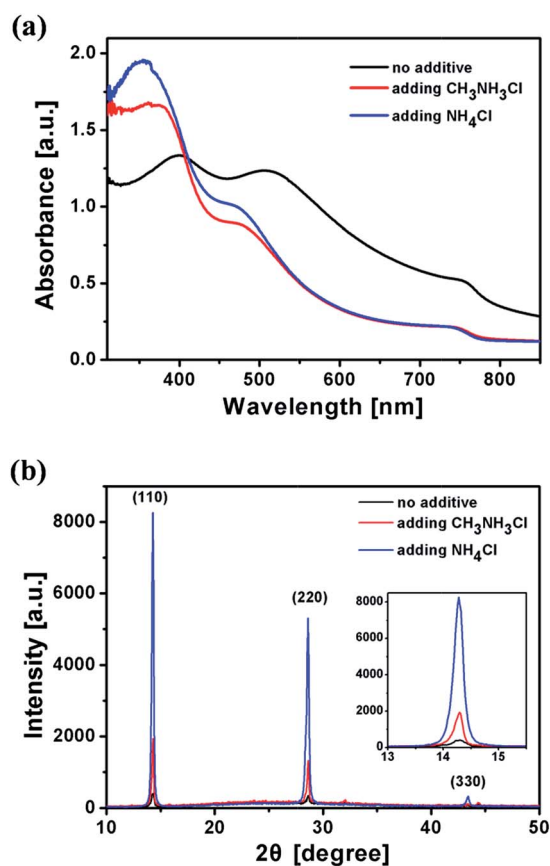 (a)
2.0
1.5
1.0
0.5
0.0
Absorbance [a.u.]
no additive
adding CH₃NH₃Cl
adding NH₄Cl
400 500 600 700 800
Wavelength [nm]
(b)
8000
6000
4000
2000
0
Intensity [a.u.]
(110)
(220)
(330)
no additive
adding CH₃NH₃Cl
adding NH₄Cl
8000
6000
4000
2000
0
13 14 15
10 20 30 40 50
2θ [degree]